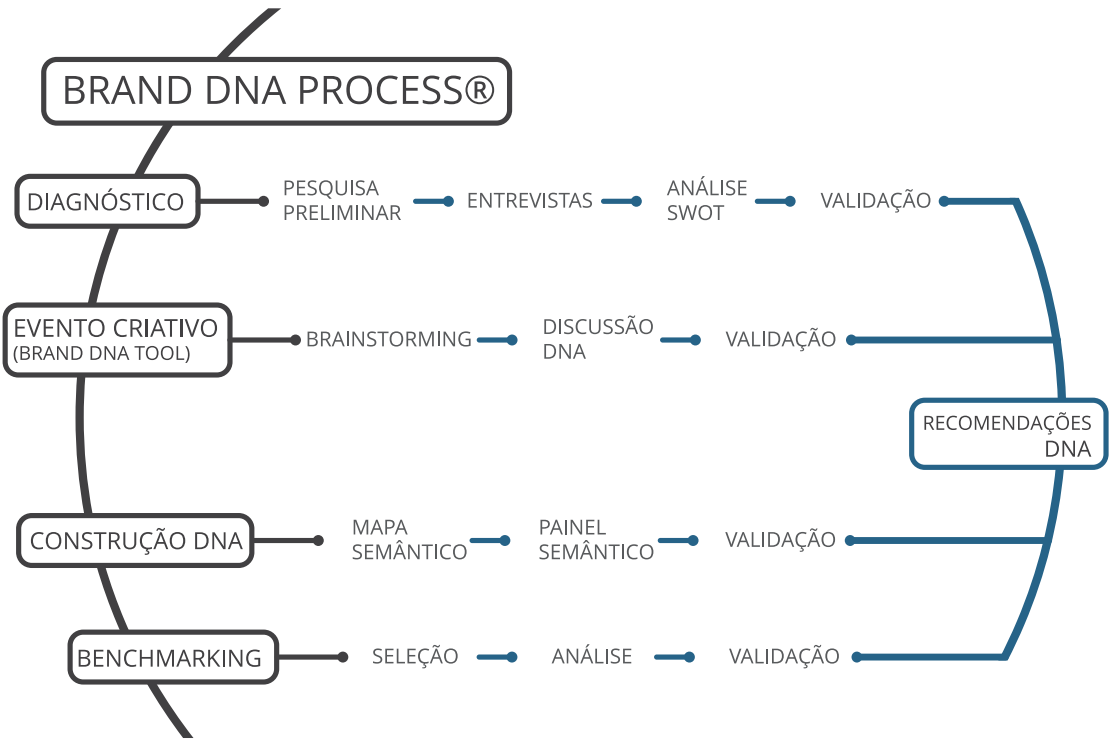 BRAND DNA PROCESS®
DIAGNÓSTICO
PESQUISA
PRELIMINAR
ENTREVISTAS
ANÁLISE
SWOT
VALIDAÇÃO
EVENTO CRIATIVO
(BRAND DNA TOOL)
BRAINSTORMING
DISCUSSÃO
DNA
VALIDAÇÃO
RECOMENDAÇÕES
DNA
CONSTRUÇÃO DNA
MAPA
SEMÂNTICO
PAINEL
SEMÂNTICO
VALIDAÇÃO
BENCHMARKING
SELEÇÃO
ANÁLISE
VALIDAÇÃO